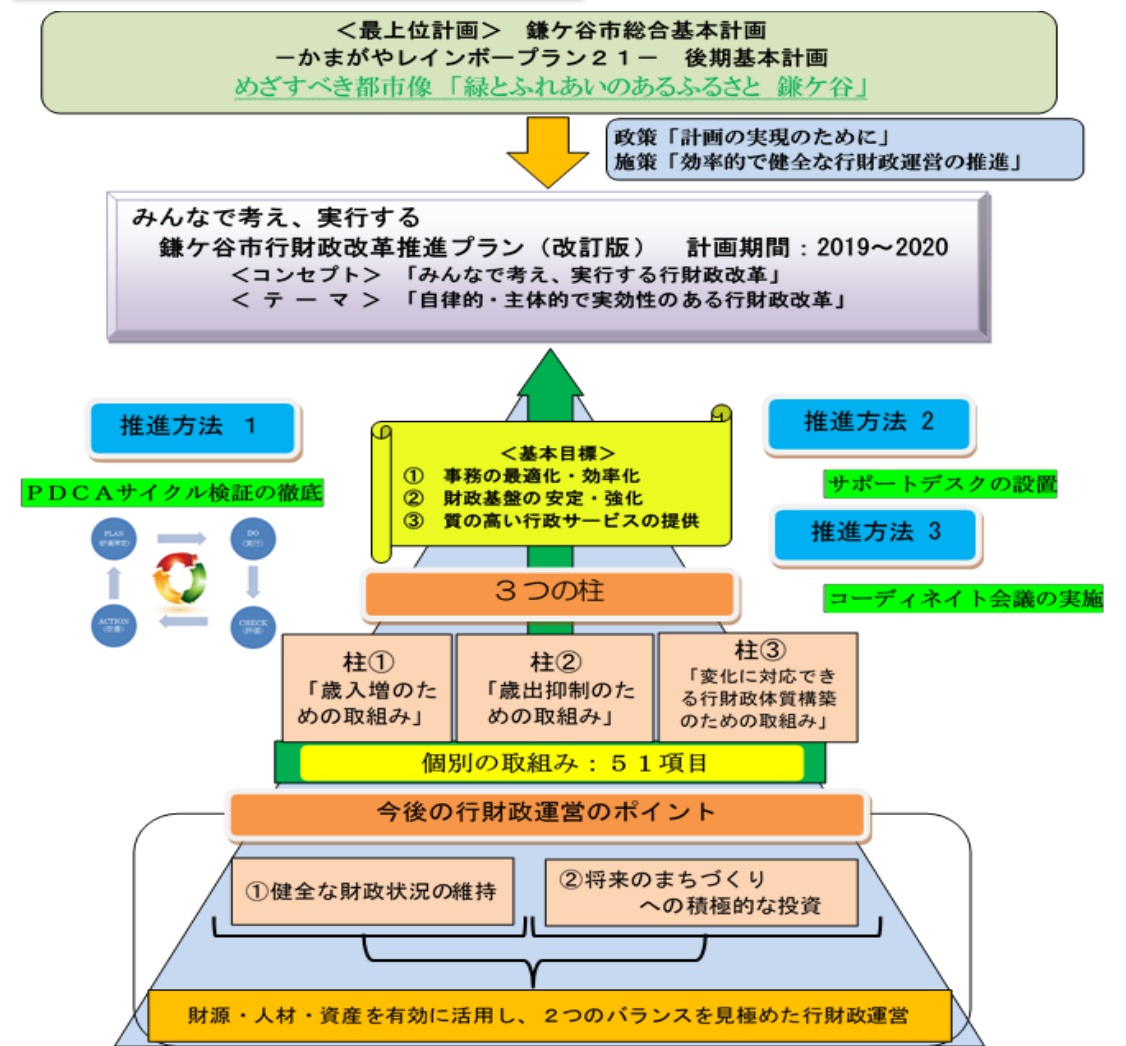 ＜最上位計画＞　鎌ケ谷市総合基本計画
－かまがやレインボープラン２１－　後期基本計画
めざすべき都市像「緑とふれあいのあるふるさと 鎌ケ谷」
政策「計画の実現のために」
施策「効率的で健全な行財政運営の推進」
みんなで考え、実行する
鎌ケ谷市行財政改革推進プラン（改訂版）　計画期間：2019～2020
＜コンセプト＞「みんなで考え、実行する行財政改革」
＜ テ ー マ ＞「自律的・主体的で実効性のある行財政改革」
推進方法 １
ＰＤＣＡサイクル検証の徹底
PLAN
DO
(実行)
ACTION
CHECK
＜基本目標＞
① 事務の最適化・効率化
② 財政基盤の安定・強化
③ 質の高い行政サービスの提供
推進方法 2
サポートデスクの設置
推進方法 3
コーディネイト会議の実施
３つの柱
柱①
「歳入増のた
めの取組み」
柱②
「歳出抑制のた
めの取組み」
柱③
「変化に対応でき
る行財政体質構築
のための取組み」
個別の取組み：５１項目
今後の行財政運営のポイント
①健全な財政状況の維持
②将来のまちづくり
への積極的な投資
財源・人材・資産を有効に活用し、２つのバランスを見極めた行財政運営